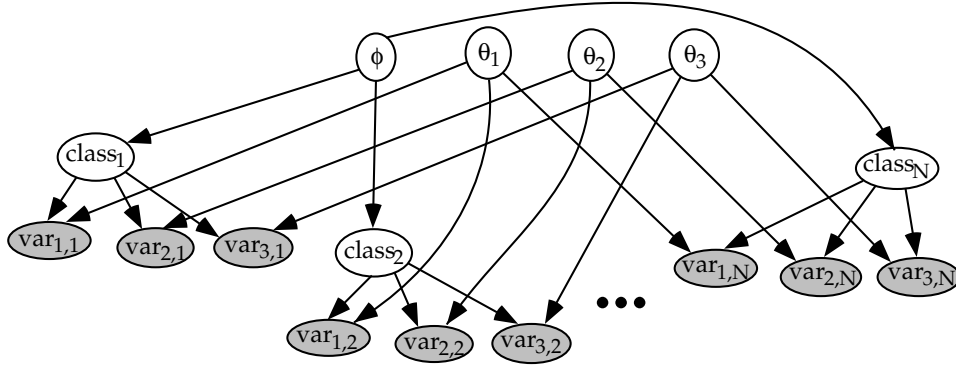 ϕ θ₁ θ₂ θ₃
class₁ class_N
var₁,₁ var₂,₁ var₃,₁ class₂ var₁,N var₂,N var₃,N
•••
var₁,₂ var₂,₂ var₃,₂